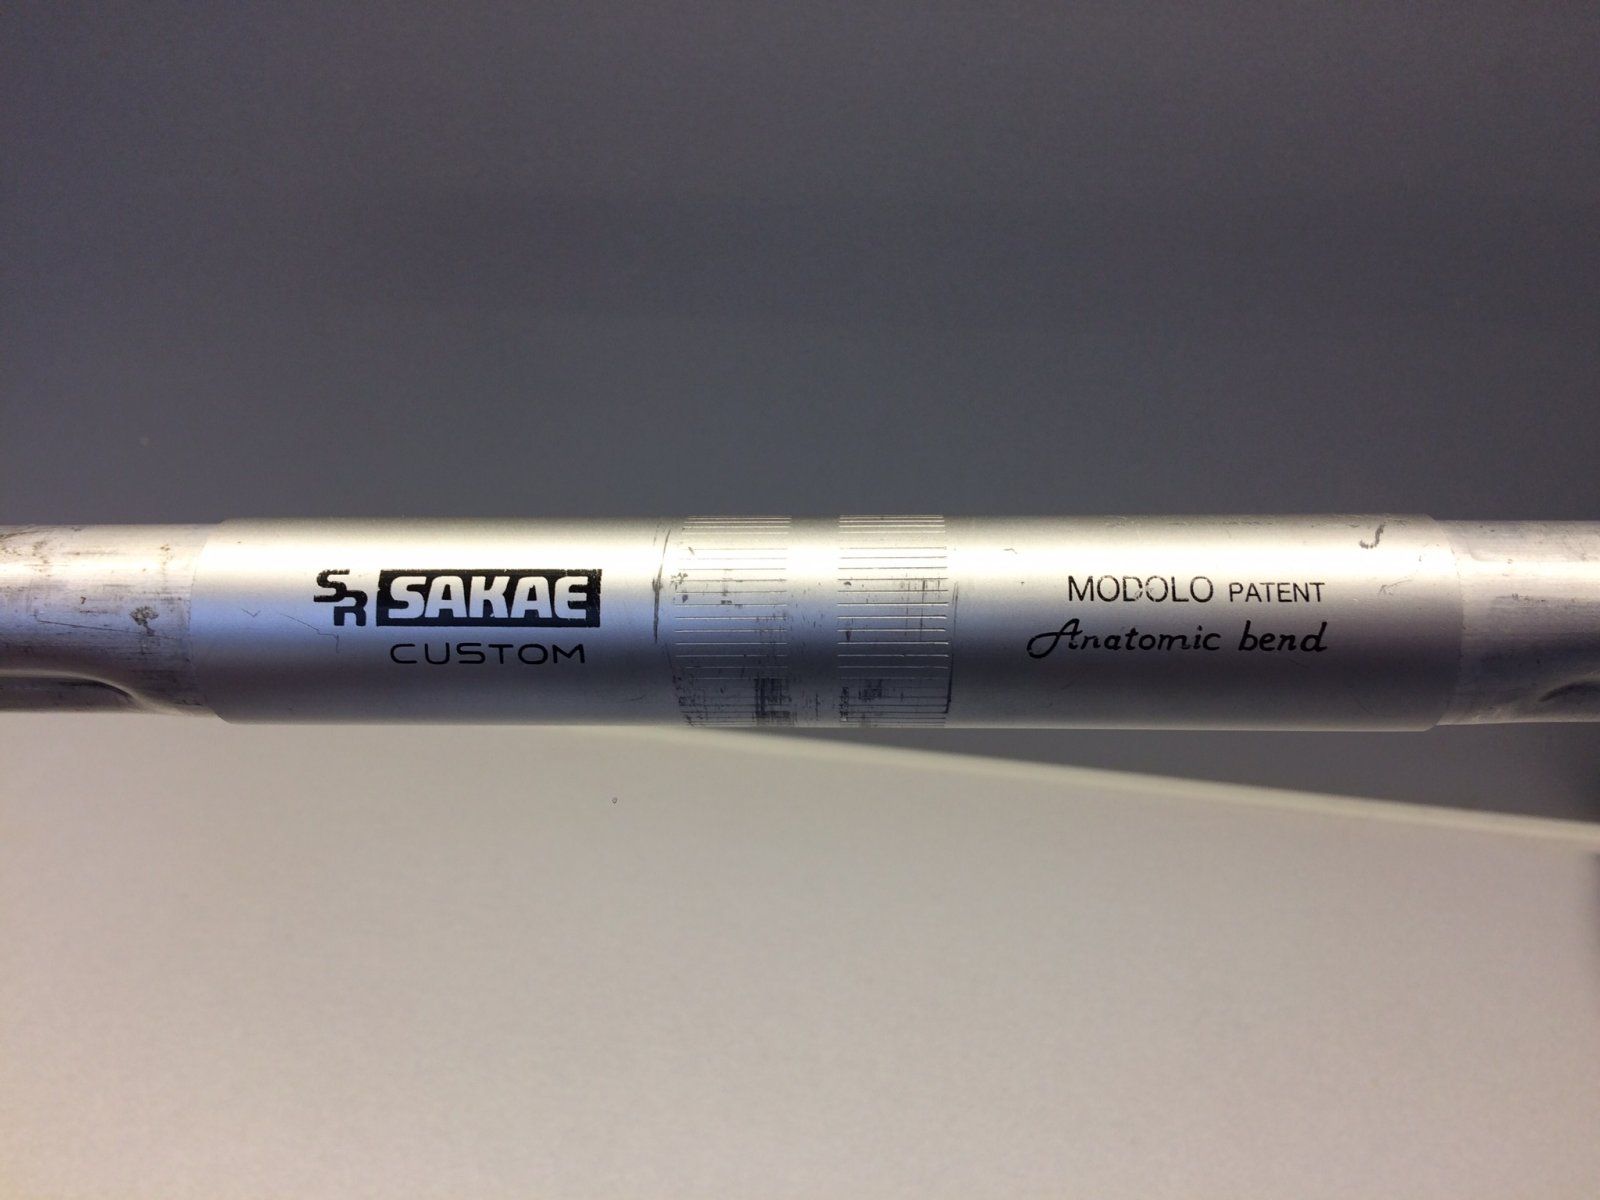 SR SAKAE
CUSTOM
MODOLO PATENT
Anatomic bend